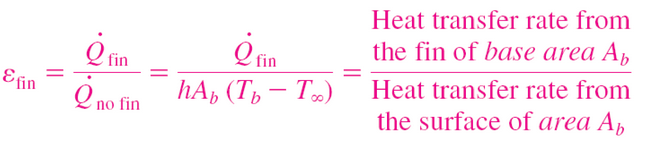 ε_fin = Q̇_fin / Q̇_no fin = Q̇_fin / hA_b (T_b − T_∞) = Heat transfer rate from
the fin of base area A_b
Heat transfer rate from
the surface of area A_b